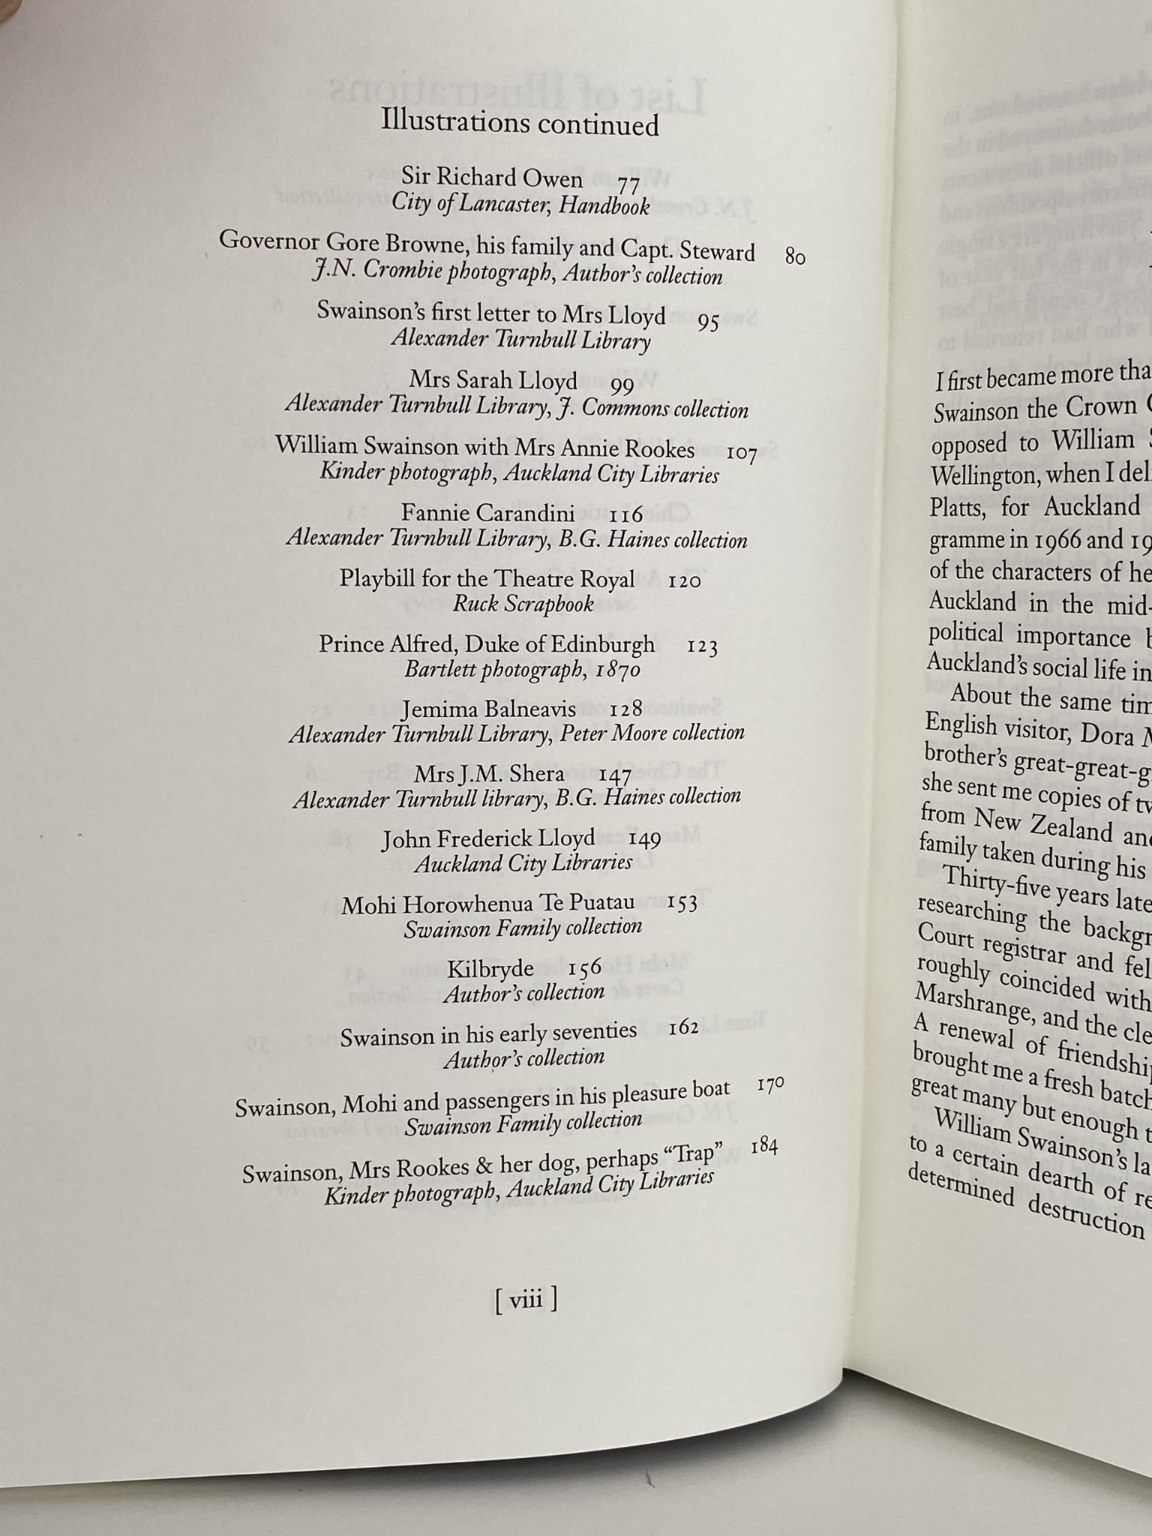 Illustrations continued
Sir Richard Owen 77
City of Lancaster, Handbook
Governor Gore Browne, his family and Capt. Steward 80
J.N. Crombie photograph, Author's collection
Swainson's first letter to Mrs Lloyd 95
Alexander Turnbull Library
Mrs Sarah Lloyd 99
Alexander Turnbull Library, J. Commons collection
William Swainson with Mrs Annie Rookes 107
Kinder photograph, Auckland City Libraries
Fannie Carandini 116
Alexander Turnbull Library, B.G. Haines collection
Playbill for the Theatre Royal 120
Ruck Scrapbook
Prince Alfred, Duke of Edinburgh 123
Bartlett photograph, 1870
Jemima Balneavis 128
Alexander Turnbull Library, Peter Moore collection
Mrs J.M. Shera 147
Alexander Turnbull library, B.G. Haines collection
John Frederick Lloyd 149
Auckland City Libraries
Mohi Horowhenua Te Puatau 153
Swainson Family collection
Kilbryde 156
Author's collection
Swainson in his early seventies 162
Author's collection
Swainson, Mohi and passengers in his pleasure boat 170
Swainson Family collection
Swainson, Mrs Rookes & her dog, perhaps “Trap” 184
Kinder photograph, Auckland City Libraries
[ viii ]
I first became more tha
Swainson the Crown
opposed to William
Wellington, when I del
Platts, for Auckland
gramme in 1966 and 19
of the characters of he
Auckland in the mid-
political importance b
Auckland's social life in
About the same tim
English visitor, Dora
brother's great-great-g
she sent me copies of tw
from New Zealand and
family taken during his
Thirty-five years late
researching the backgr
Court registrar and fel
roughly coincided with
Marshrange, and the cle
A renewal of friendship
brought me a fresh batch
great many but enough t
William Swainson's la
to a certain dearth of re
determined destruction